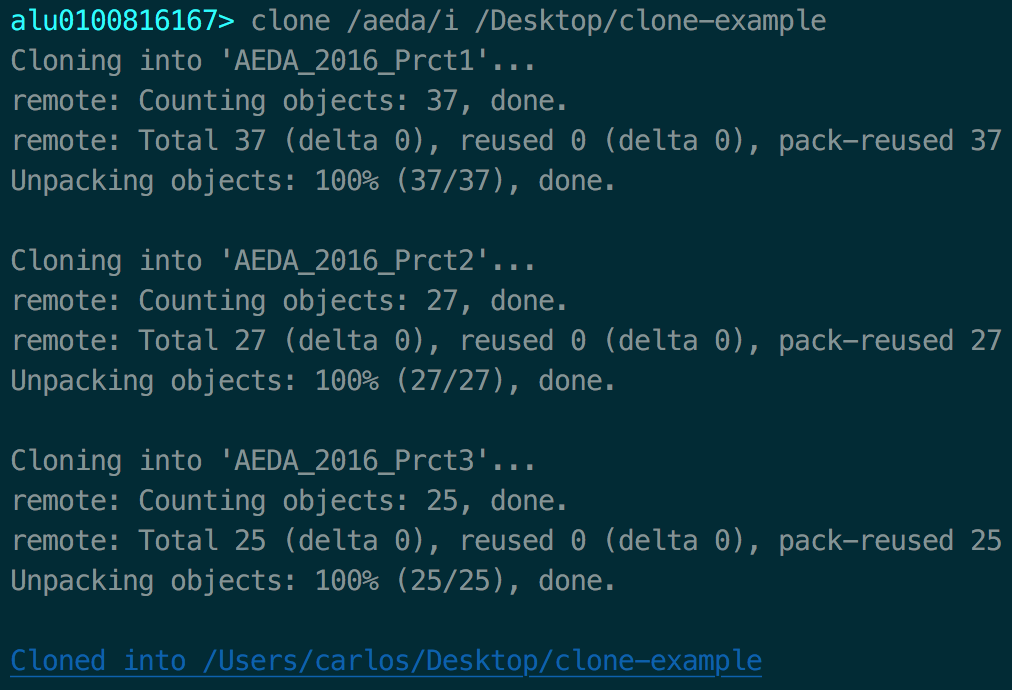 alu0100816167> clone /aeda/i /Desktop/clone-example
Cloning into 'AEDA_2016_Prct1'...
remote: Counting objects: 37, done.
remote: Total 37 (delta 0), reused 0 (delta 0), pack-reused 37
Unpacking objects: 100% (37/37), done.
Cloning into 'AEDA_2016_Prct2'...
remote: Counting objects: 27, done.
remote: Total 27 (delta 0), reused 0 (delta 0), pack-reused 27
Unpacking objects: 100% (27/27), done.
Cloning into 'AEDA_2016_Prct3'...
remote: Counting objects: 25, done.
remote: Total 25 (delta 0), reused 0 (delta 0), pack-reused 25
Unpacking objects: 100% (25/25), done.
Cloned into /Users/carlos/Desktop/clone-example